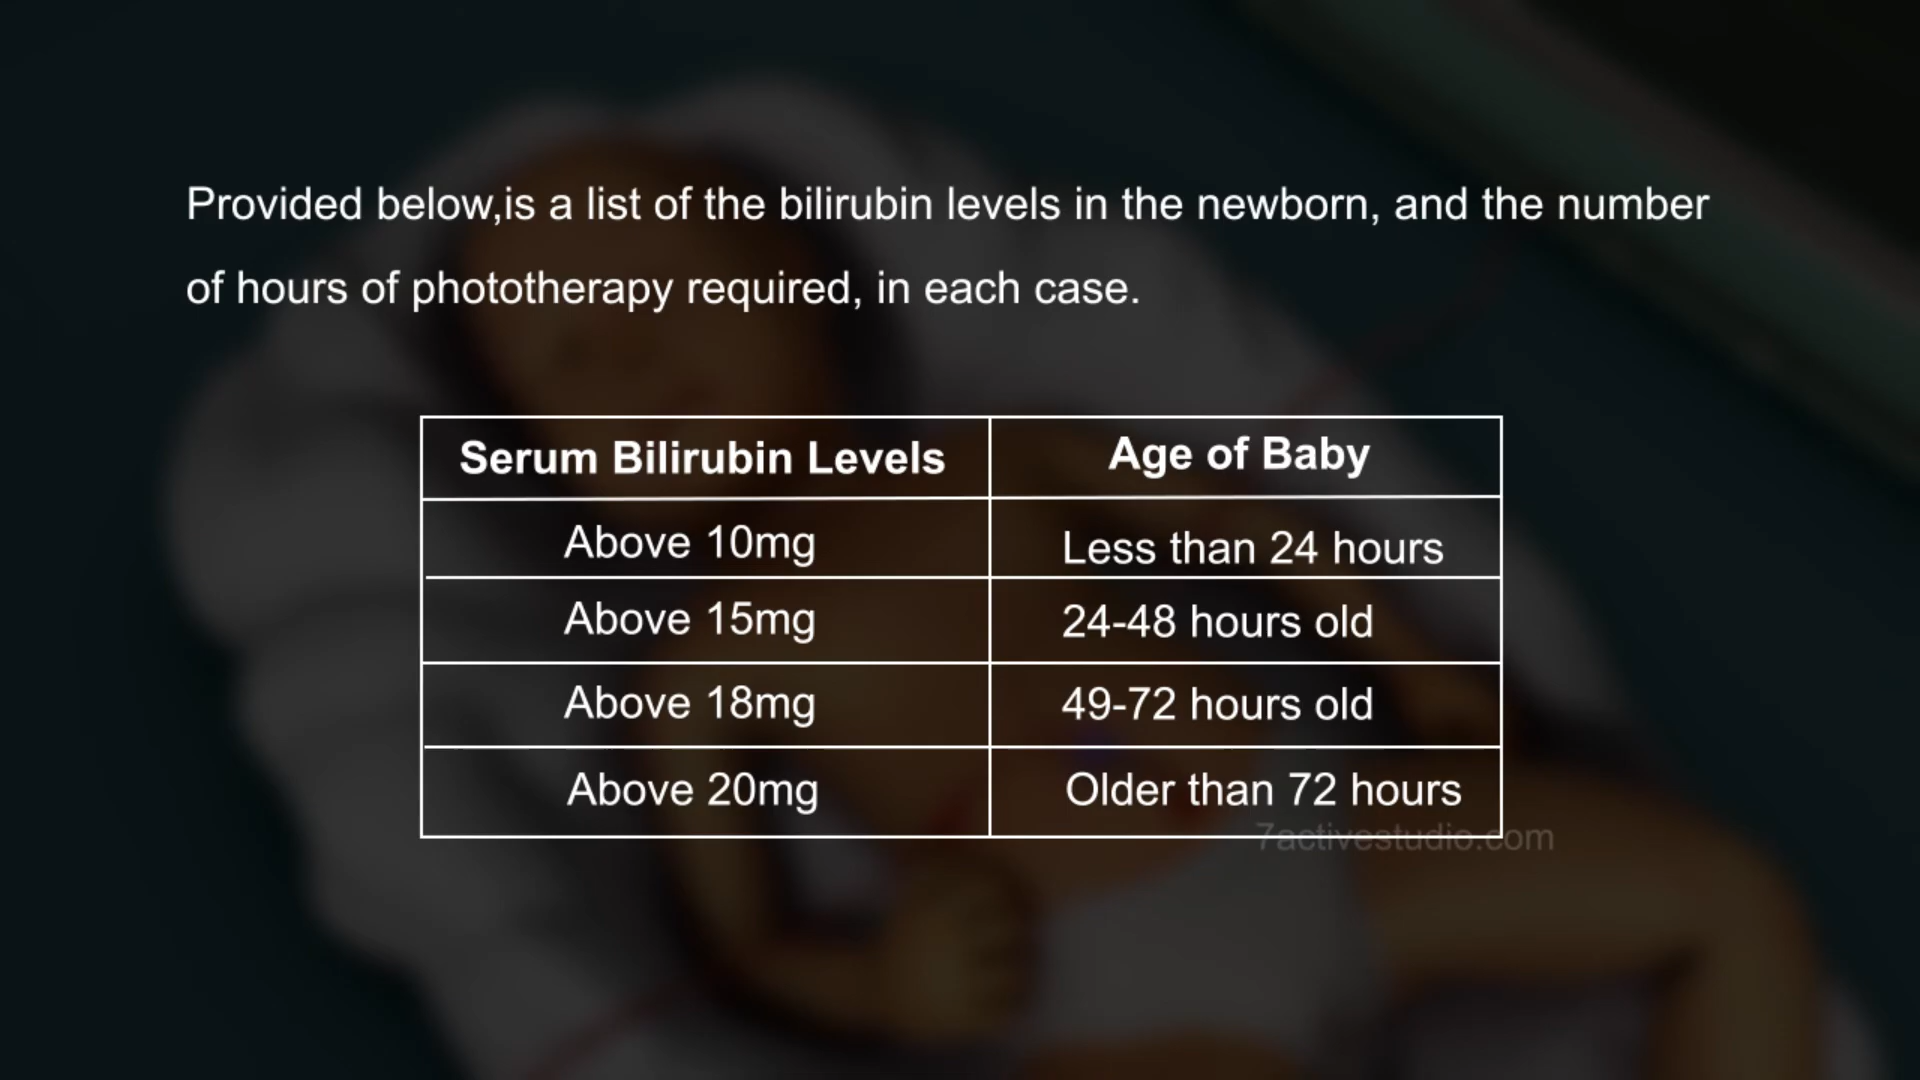 Provided below,is a list of the bilirubin levels in the newborn, and the number
of hours of phototherapy required, in each case.
Serum Bilirubin Levels Age of Baby
Above 10mg Less than 24 hours
Above 15mg 24-48 hours old
Above 18mg 49-72 hours old
Above 20mg Older than 72 hours
7activestudio.com